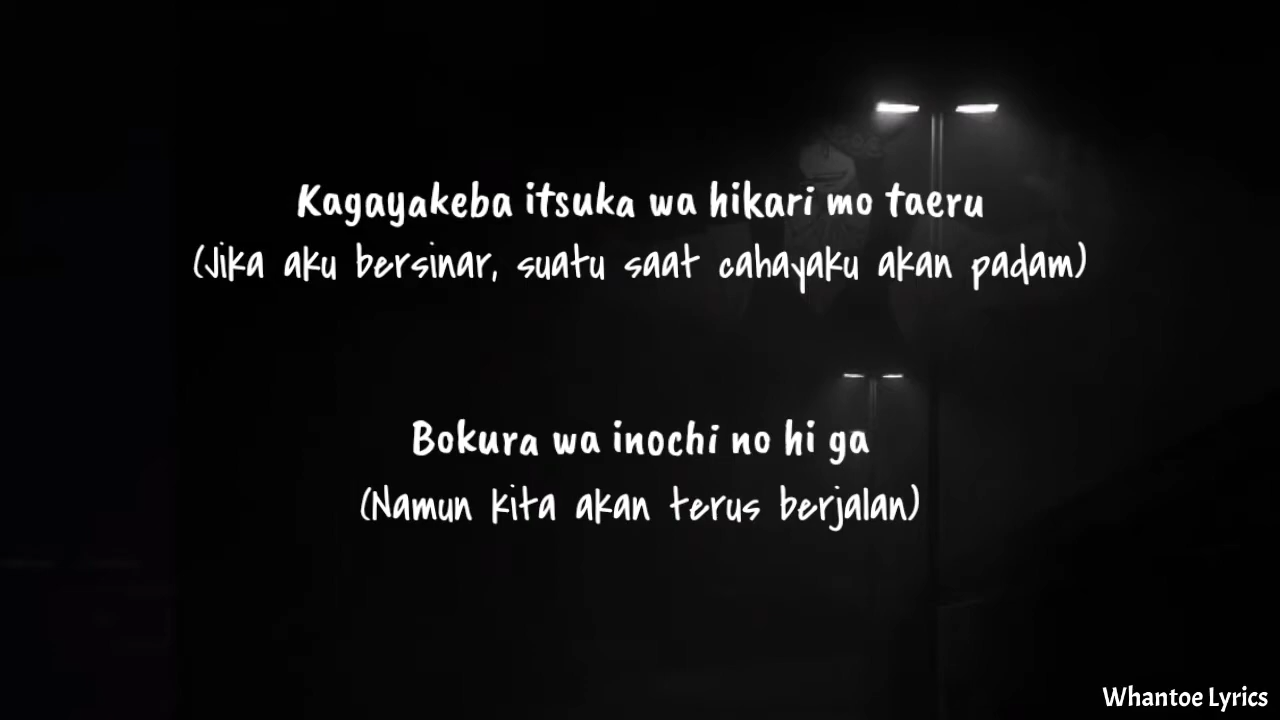 Kagayakeba itsuka wa hikari mo taeru
(Jika aku bersinar, suatu saat cahayaku akan padam)
Bokura wa inochi no hi ga
(Namun kita akan terus berjalan)
Whantoe Lyrics